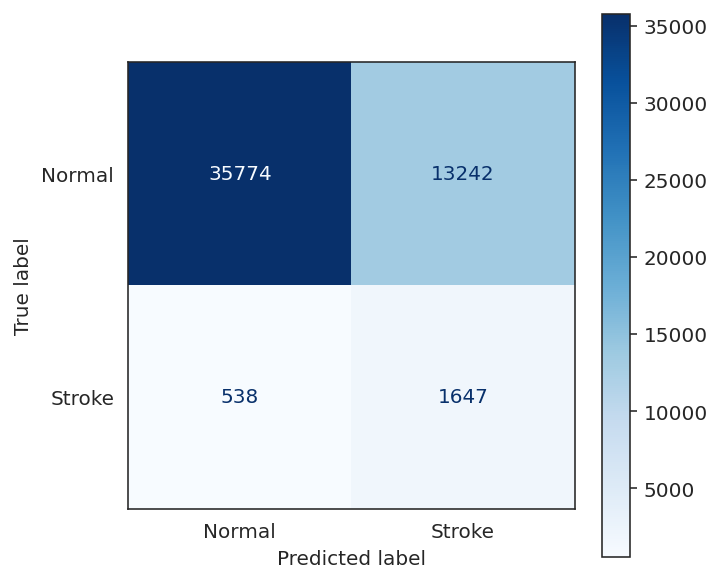 35000
30000
25000
20000
15000
10000
5000
True label
Normal
35774
13242
Stroke
538
1647
Normal
Stroke
Predicted label